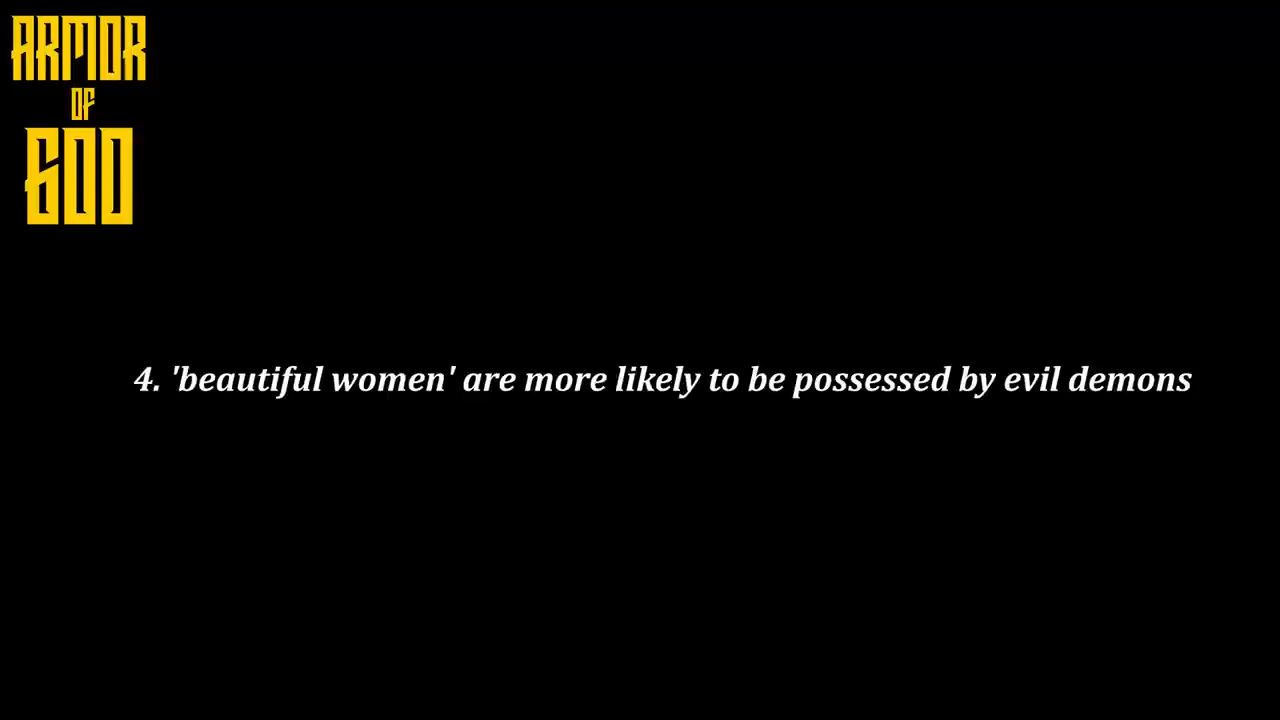 ARMOR
OF
GOD
4. 'beautiful women' are more likely to be possessed by evil demons